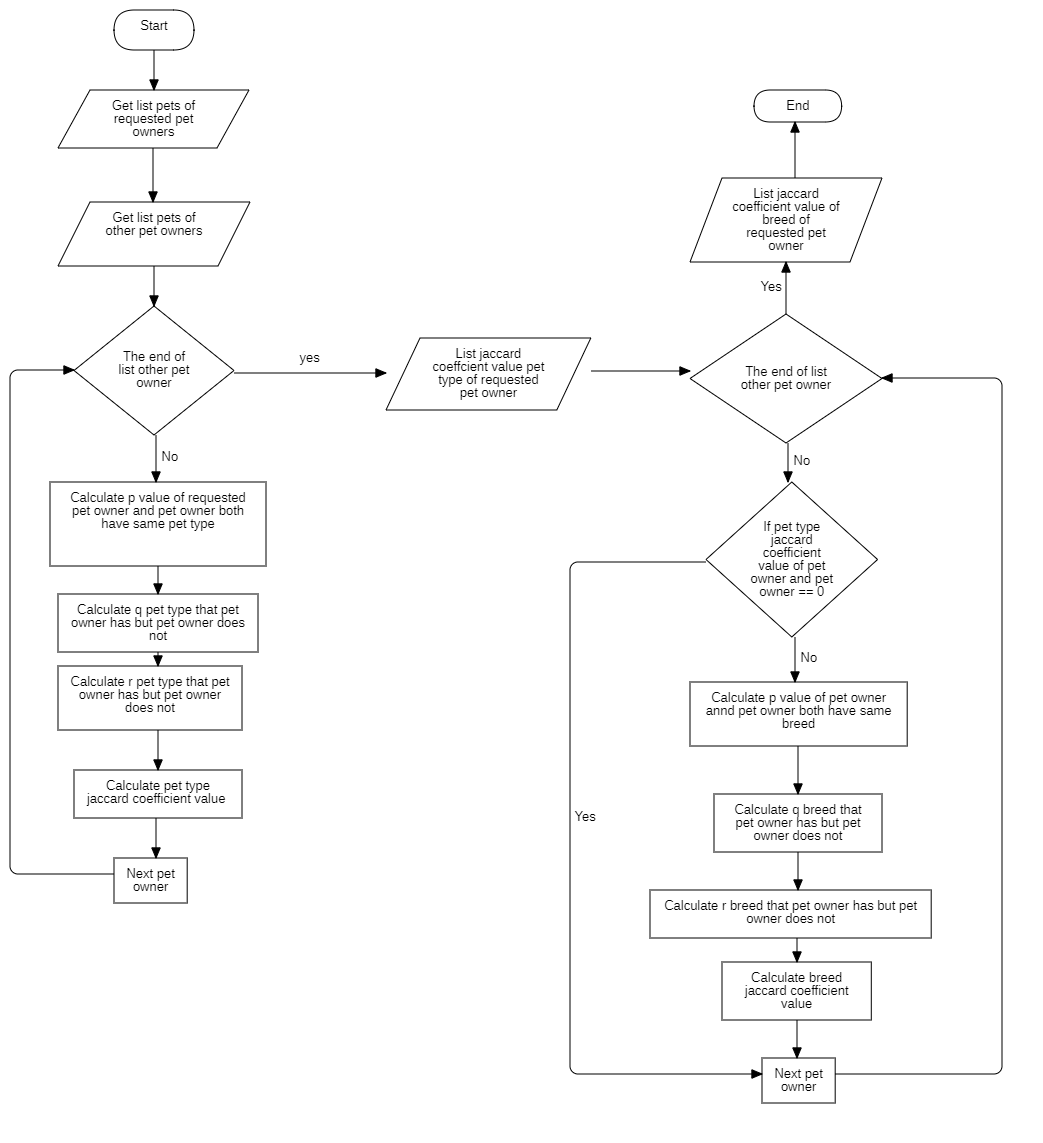 Start
Get list pets of
requested pet
owners
Get list pets of
other pet owners
The end of
list other pet
owner
yes
No
Calculate p value of requested
pet owner and pet owner both
have same pet type
Calculate q pet type that pet
owner has but pet owner does
not
Calculate r pet type that pet
owner has but pet owner
does not
Calculate pet type
jaccard coefficient value
Next pet
owner
List jaccard
coeffcient value pet
type of requested
pet owner
End
List jaccard
coefficient value of
breed of
requested pet
owner
Yes
The end of list
other pet owner
No
If pet type
jaccard
coefficient
value of pet
owner and pet
owner == 0
Yes
No
Calculate p value of pet owner
annd pet owner both have same
breed
Calculate q breed that
pet owner has but pet
owner does not
Calculate r breed that pet owner has but pet
owner does not
Calculate breed
jaccard coefficient
value
Next pet
owner